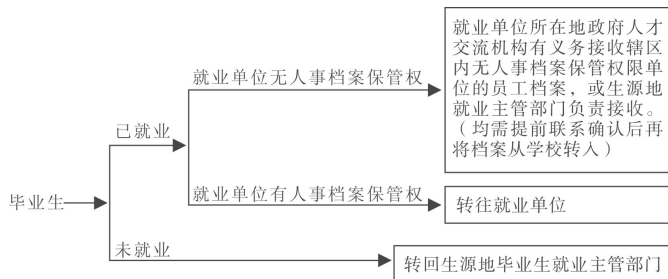 就业单位所在地政府人才
交流机构有义务接收辖区
内无人事档案保管权限单
位的员工档案，或生源地
就业主管部门负责接收。
（均需提前联系确认后再
将档案从学校转入）
就业单位无人事档案保管权
已就业
就业单位有人事档案保管权
转往就业单位
毕业生
未就业
转回生源地毕业生就业主管部门